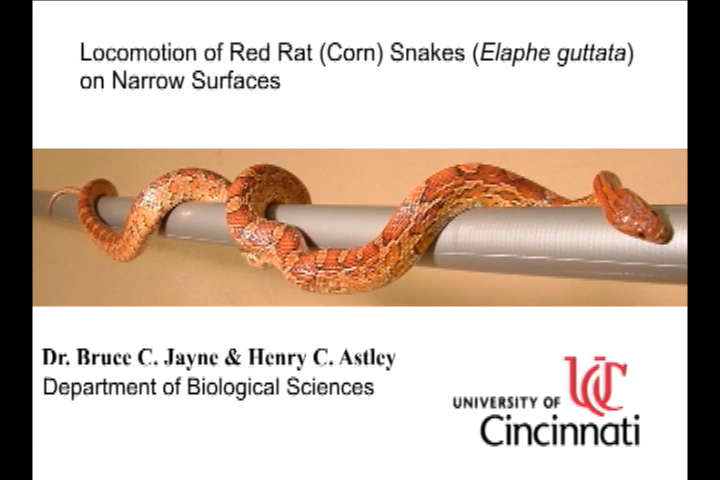 Locomotion of Red Rat (Corn) Snakes (Elaphe guttata)
on Narrow Surfaces
Dr. Bruce C. Jayne & Henry C. Astley
Department of Biological Sciences
UC
UNIVERSITY OF
Cincinnati